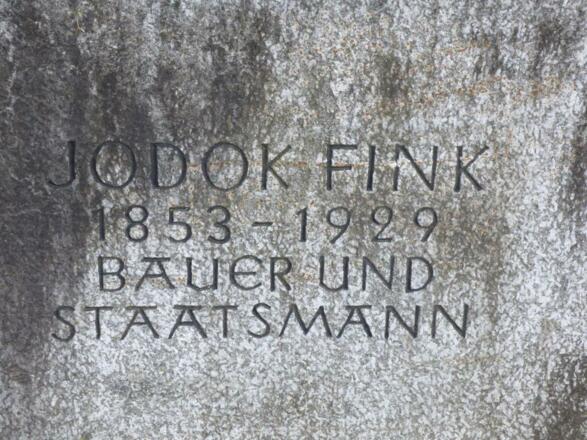 JODOK FINK
1853-1929
BAUER UND
STAATSMANN